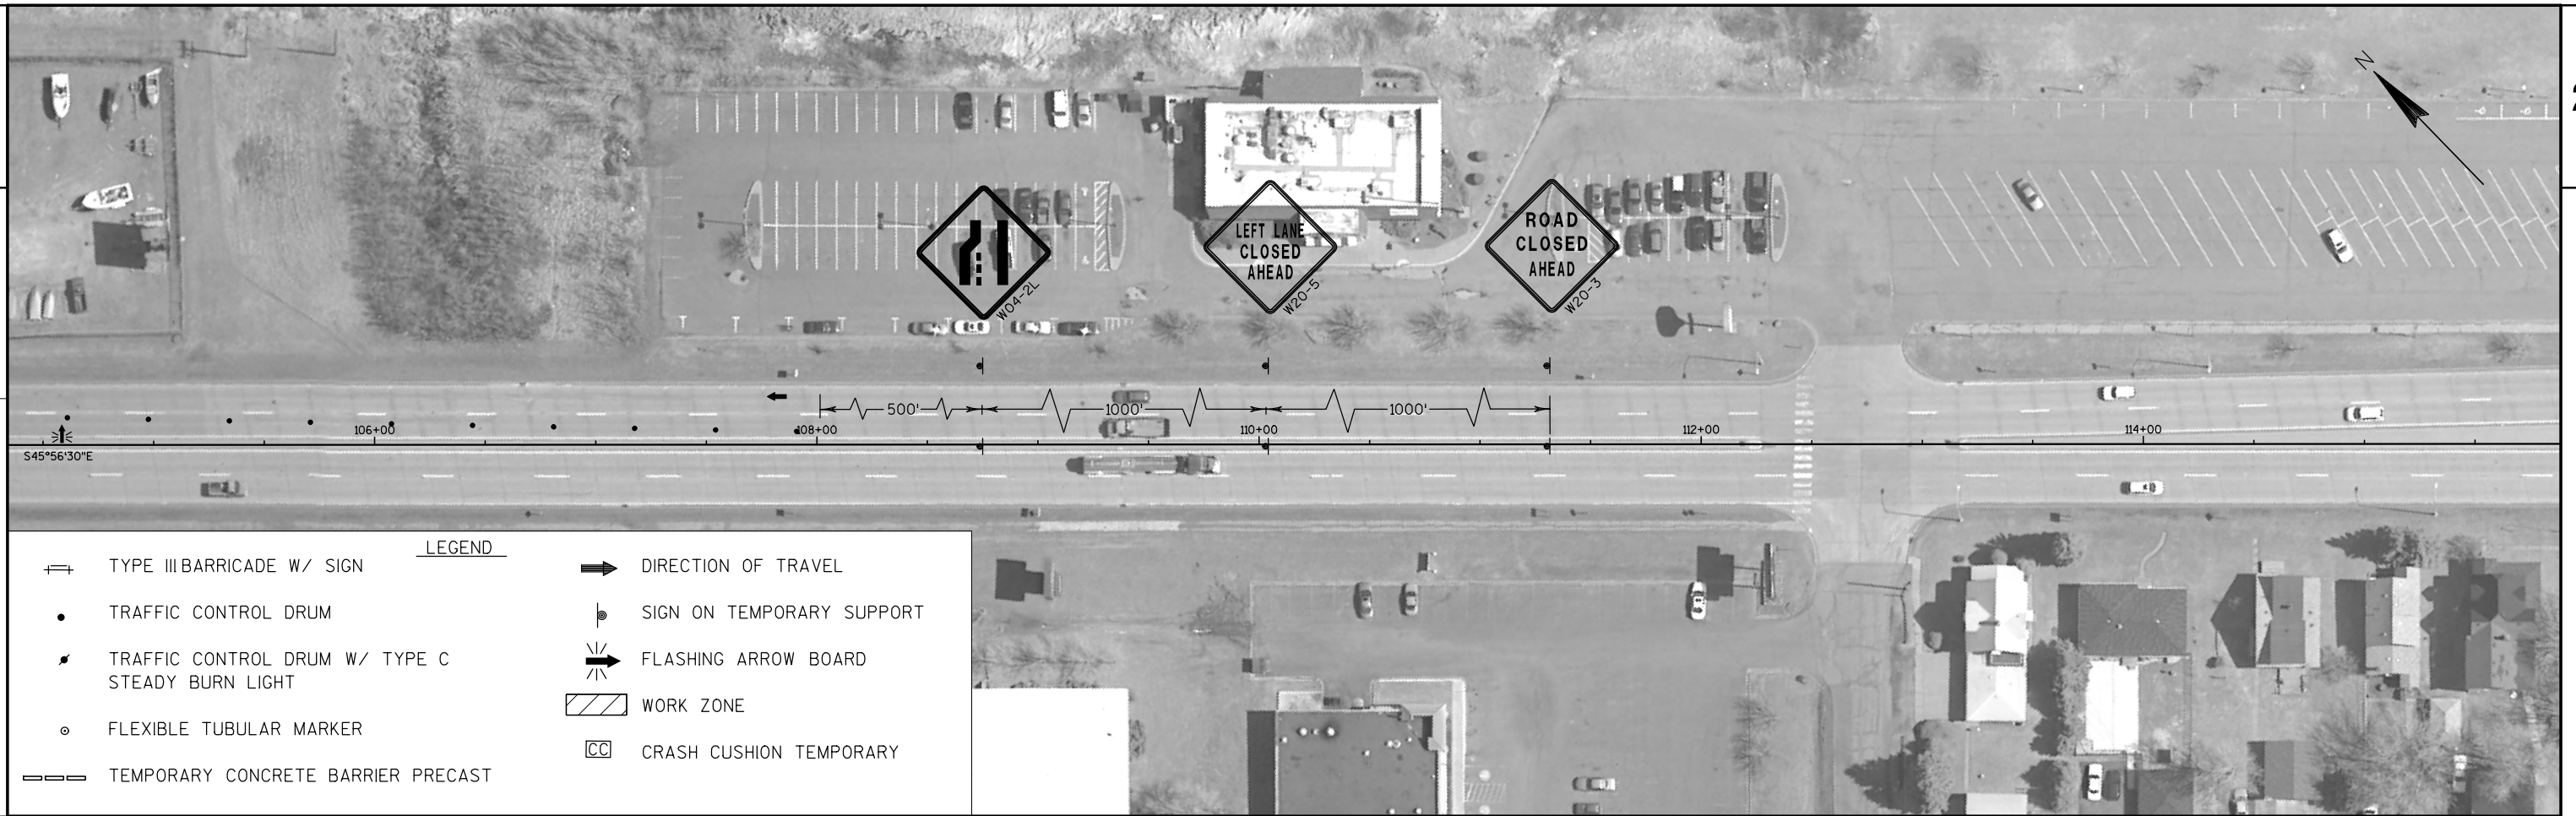 N
LEFT LANE
CLOSED
AHEAD
ROAD
CLOSED
AHEAD
W04-2L
W20-5
W20-3
500'
1000'
1000'
106+00
108+00
110+00
112+00
114+00
S45°56'30"E
LEGEND
TYPE III BARRICADE W/ SIGN
TRAFFIC CONTROL DRUM
TRAFFIC CONTROL DRUM W/ TYPE C
STEADY BURN LIGHT
FLEXIBLE TUBULAR MARKER
TEMPORARY CONCRETE BARRIER PRECAST
DIRECTION OF TRAVEL
SIGN ON TEMPORARY SUPPORT
FLASHING ARROW BOARD
WORK ZONE
CC
CRASH CUSHION TEMPORARY